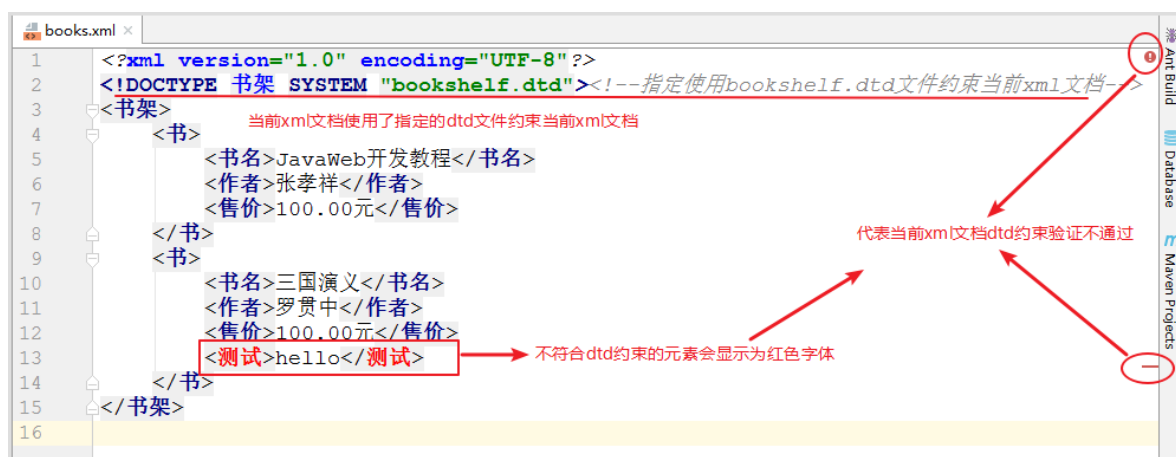 books.xml ×
1 <?xml version="1.0" encoding="UTF-8"?>
2 <!DOCTYPE 书架 SYSTEM "bookshelf.dtd"><!--指定使用bookshelf.dtd文件约束当前xml文档-->
3 <书架>
当前xml文档使用了指定的dtd文件约束当前xml文档
4 <书>
5 <书名>JavaWeb开发教程</书名>
6 <作者>张孝祥</作者>
7 <售价>100.00元</售价>
8 </书>
代表当前xml文档dtd约束验证不通过
9 <书>
10 <书名>三国演义</书名>
11 <作者>罗贯中</作者>
12 <售价>100.00元</售价>
13 <测试>hello</测试>
不符合dtd约束的元素会显示为红色字体
14 </书>
15 </书架>
16
Ant Build
Database
Maven Projects